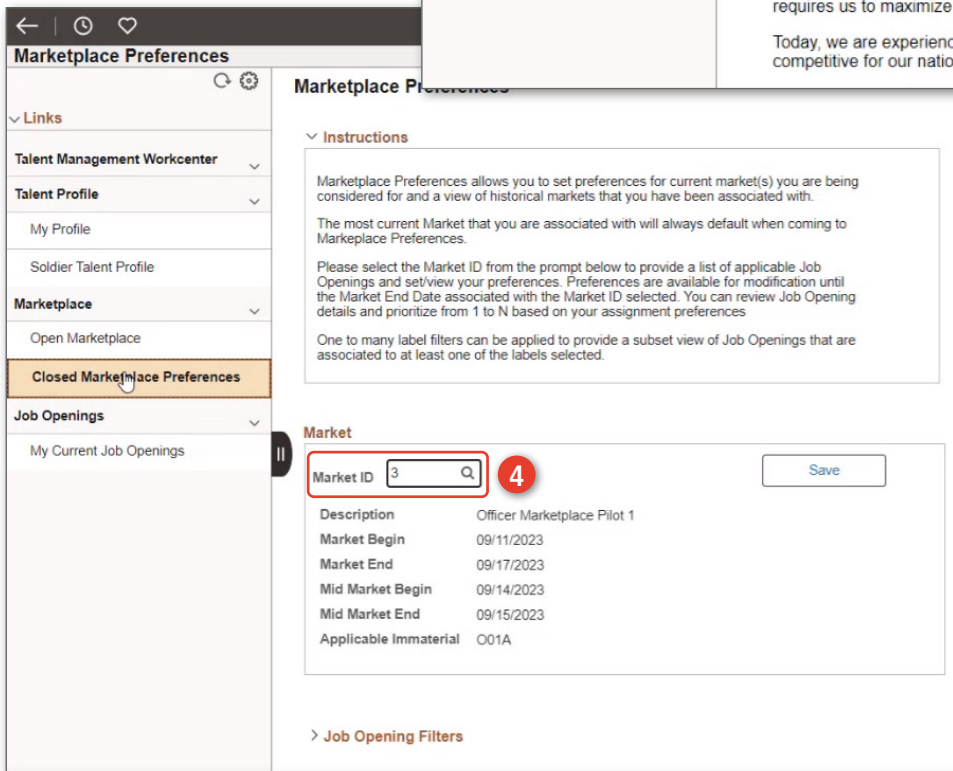 requires us to maximize
Today, we are experienc
competitive for our natio
Marketplace Preferences
Links
Talent Management Workcenter
Talent Profile
My Profile
Soldier Talent Profile
Marketplace
Open Marketplace
Closed Marketplace Preferences
Job Openings
My Current Job Openings
Marketplace Preferences
Instructions
Marketplace Preferences allows you to set preferences for current market(s) you are being
considered for and a view of historical markets that you have been associated with.
The most current Market that you are associated with will always default when coming to
Markeplace Preferences.
Please select the Market ID from the prompt below to provide a list of applicable Job
Openings and set/view your preferences. Preferences are available for modification until
the Market End Date associated with the Market ID selected. You can review Job Opening
details and prioritize from 1 to N based on your assignment preferences
One to many label filters can be applied to provide a subset view of Job Openings that are
associated to at least one of the labels selected.
Market
Market ID 3 4 Save
Description Officer Marketplace Pilot 1
Market Begin 09/11/2023
Market End 09/17/2023
Mid Market Begin 09/14/2023
Mid Market End 09/15/2023
Applicable Immaterial O01A
Job Opening Filters